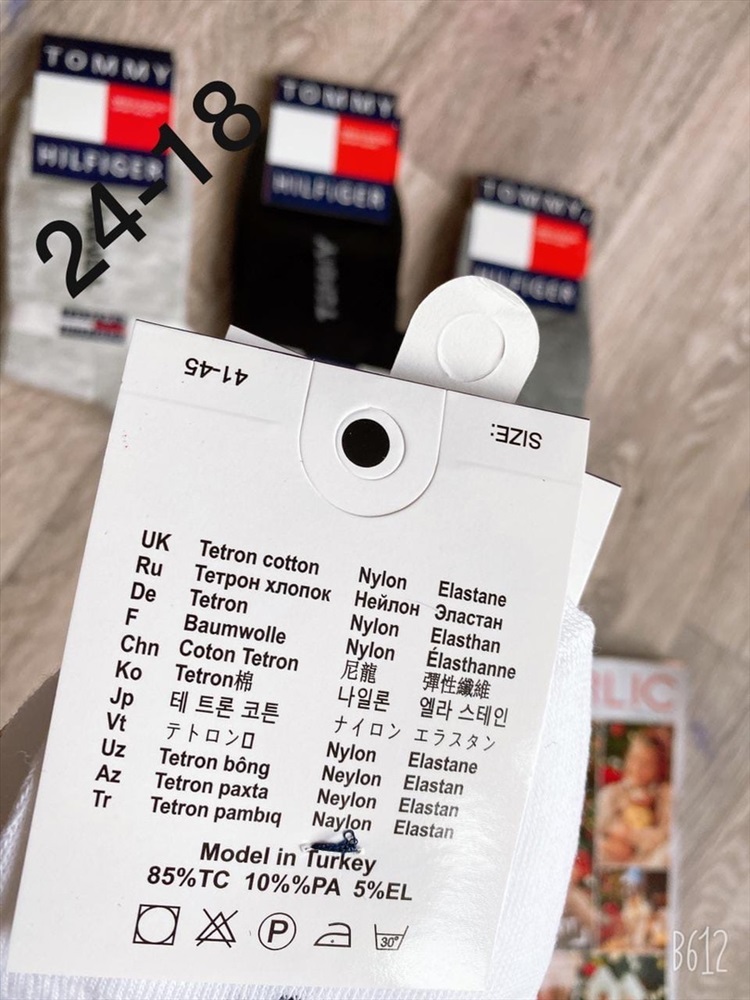 TOMMY
HILFIGER
TOMMY
HILFIGER
TOMMY
HILFIGER
24-18
TOMMY
SIZE:
41-45
UK Tetron cotton Nylon Elastane
Ru Тетрон хлопок Нейлон Эластан
De Tetron Nylon Elasthan
F Baumwolle Nylon Élasthanne
Chn Coton Tetron 尼龍 彈性纖維
Ko Tetron棉 나일론 엘라 스테인
Jp 테 트론 코튼 ナイロン エラスタン
Vt テトロン Nylon Elastane
Uz Tetron bông Neylon Elastan
Az Tetron paxta Neylon Elastan
Tr Tetron pambıq Naylon Elastan
Model in Turkey
85%TC 10%%PA 5%EL
P
30°
RLIC
B612